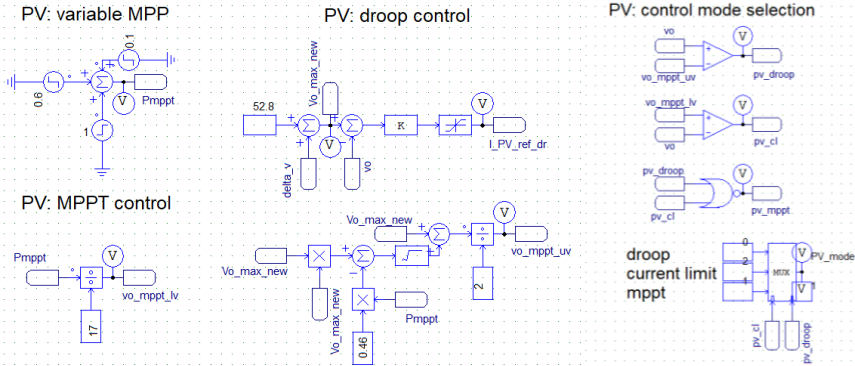 PV: variable MPP
0.1
0.6
Pmppt
V
1
PV: droop control
Vo_max_new
52.8
K
V
V
I_PV_ref_dr
delta_v
vo
PV: control mode selection
vo
vo_mppt_uv
V
pv_droop
vo_mppt_lv
vo
V
pv_cl
pv_droop
pv_cl
V
pv_mppt
droop
current limit
mppt
0
2
1
MUX
V
PV_mode
V
1
pv_cl
pv_droop
PV: MPPT control
Pmppt
V
vo_mppt_lv
17
Vo_max_new
Vo_max_new
Vo_max_new
V
vo_mppt_uv
2
Pmppt
0.46